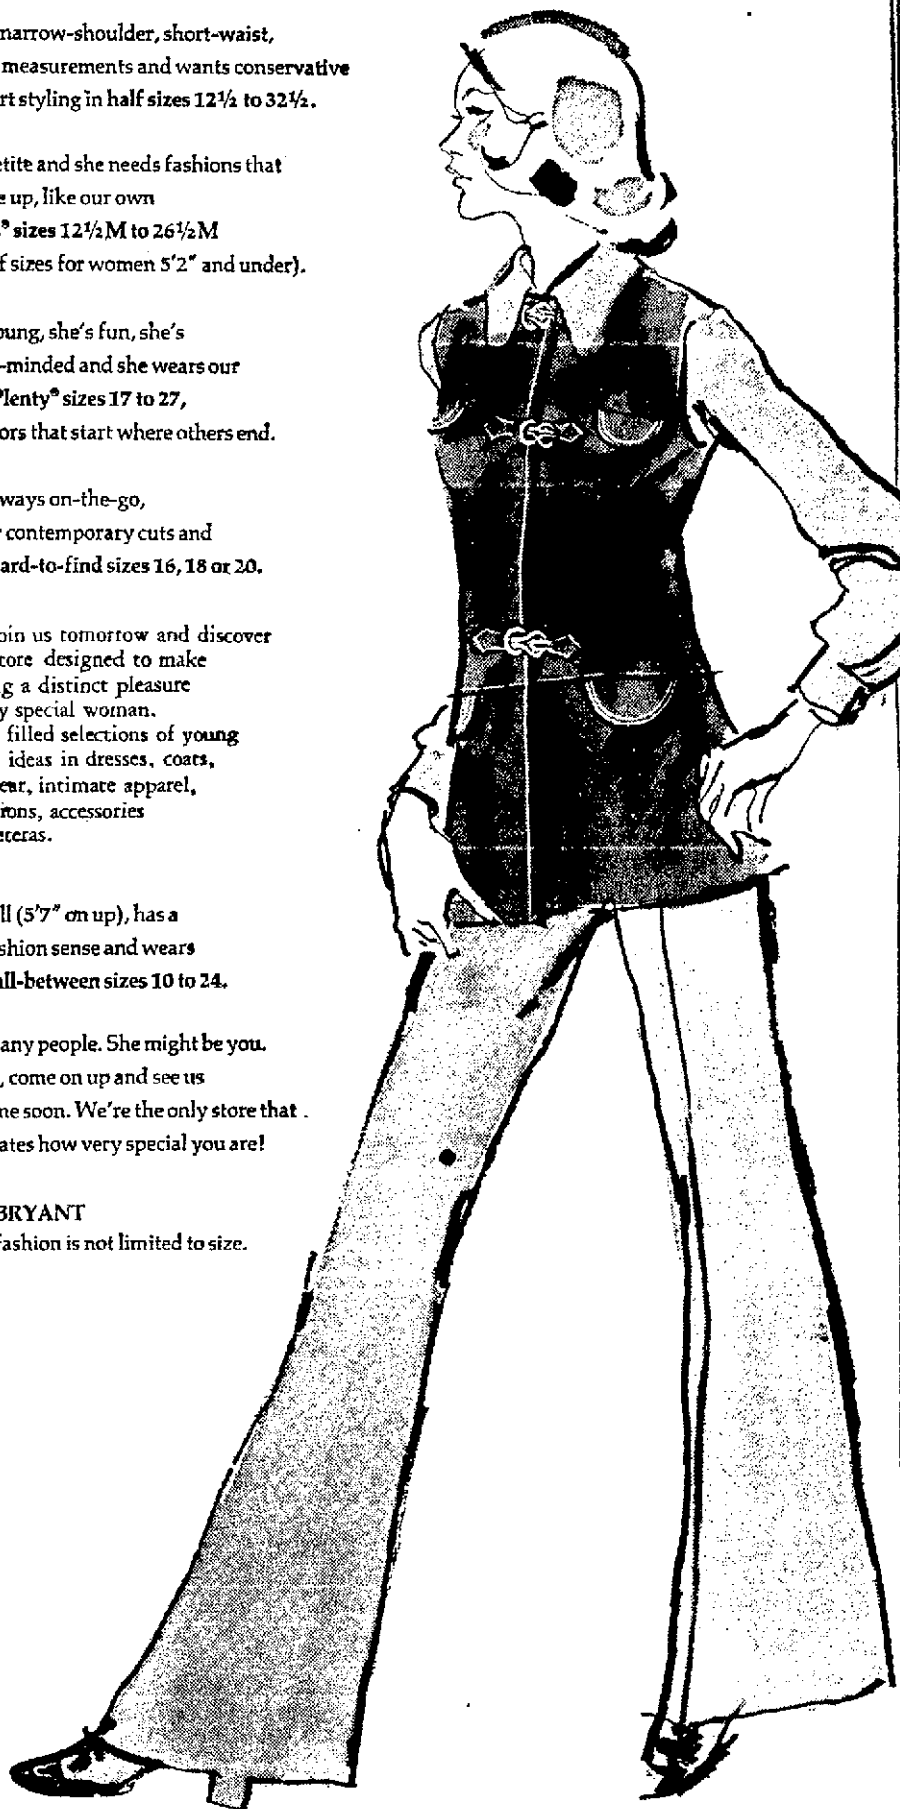 narrow-shoulder, short-waist,
measurements and wants conservative
rt styling in half sizes 12½ to 32½.
etite and she needs fashions that
e up, like our own
sizes 12½M to 26½M
f sizes for women 5'2" and under).
oung, she's fun, she's
-minded and she wears our
Plenty® sizes 17 to 27,
ors that start where others end.
ways on-the-go,
contemporary cuts and
ard-to-find sizes 16, 18 or 20.
oin us tomorrow and discover
tore designed to make
g a distinct pleasure
y special woman.
filled selections of young
ideas in dresses, coats,
ear, intimate apparel,
ons, accessories
ceteras.
ll (5'7" on up), has a
shion sense and wears
all-between sizes 10 to 24.
any people. She might be you.
, come on up and see us
ne soon. We're the only store that .
ates how very special you are!
BRYANT
fashion is not limited to size.